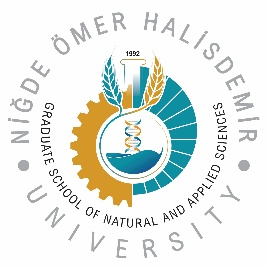 NİĞDE ÖMER HALİSDEMİR
UNIVERSITY
1992
GRADUATE SCHOOL OF NATURAL AND APPLIED SCIENCES